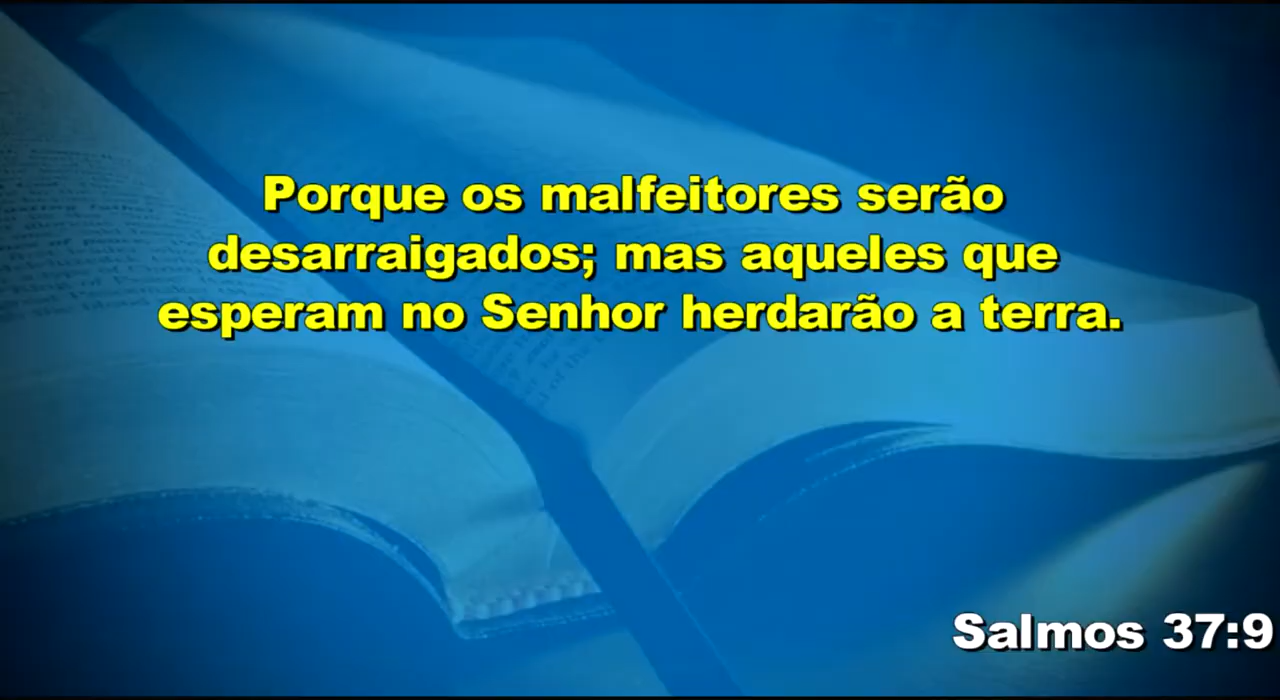 Porque os malfeitores serão
desarraigados; mas aqueles que
esperam no Senhor herdarão a terra.
Salmos 37:9